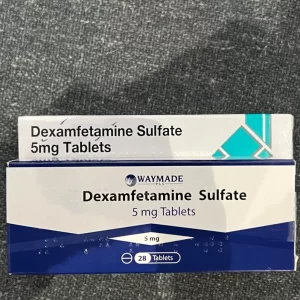 Dexamfetamine Sulfate
5mg Tablets
WAYMADE
Dexamfetamine Sulfate
5 mg Tablets
5 mg
28 Tablets